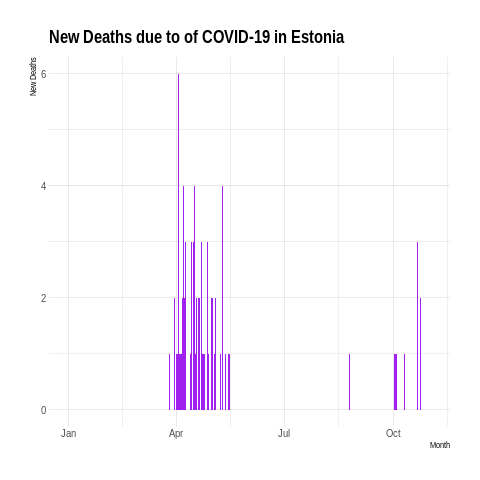 New Deaths due to of COVID-19 in Estonia
New Deaths
6
4
2
0
Jan Apr Jul Oct
Month